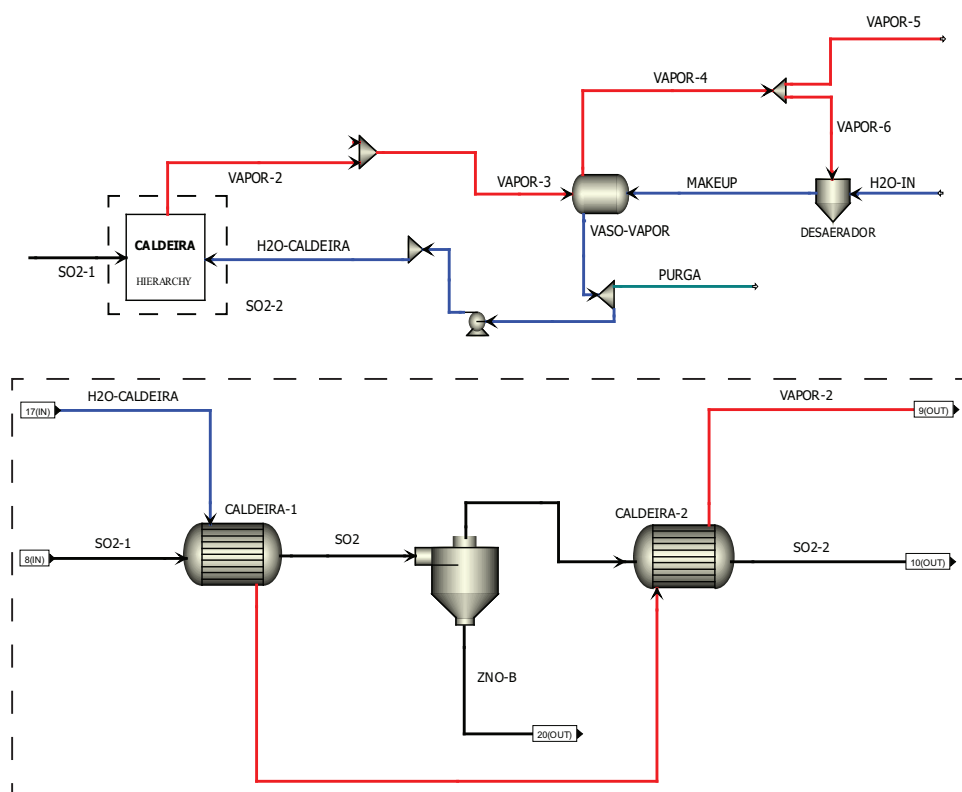 VAPOR-5
VAPOR-4
VAPOR-6
VAPOR-2
VAPOR-3
MAKEUP
H2O-IN
VASO-VAPOR
DESAERADOR
CALDEIRA
HIERARCHY
H2O-CALDEIRA
SO2-1
SO2-2
PURGA
H2O-CALDEIRA
17(IN)
VAPOR-2
9(OUT)
CALDEIRA-1
CALDEIRA-2
8(IN)
SO2-1
SO2
SO2-2
10(OUT)
ZNO-B
20(OUT)